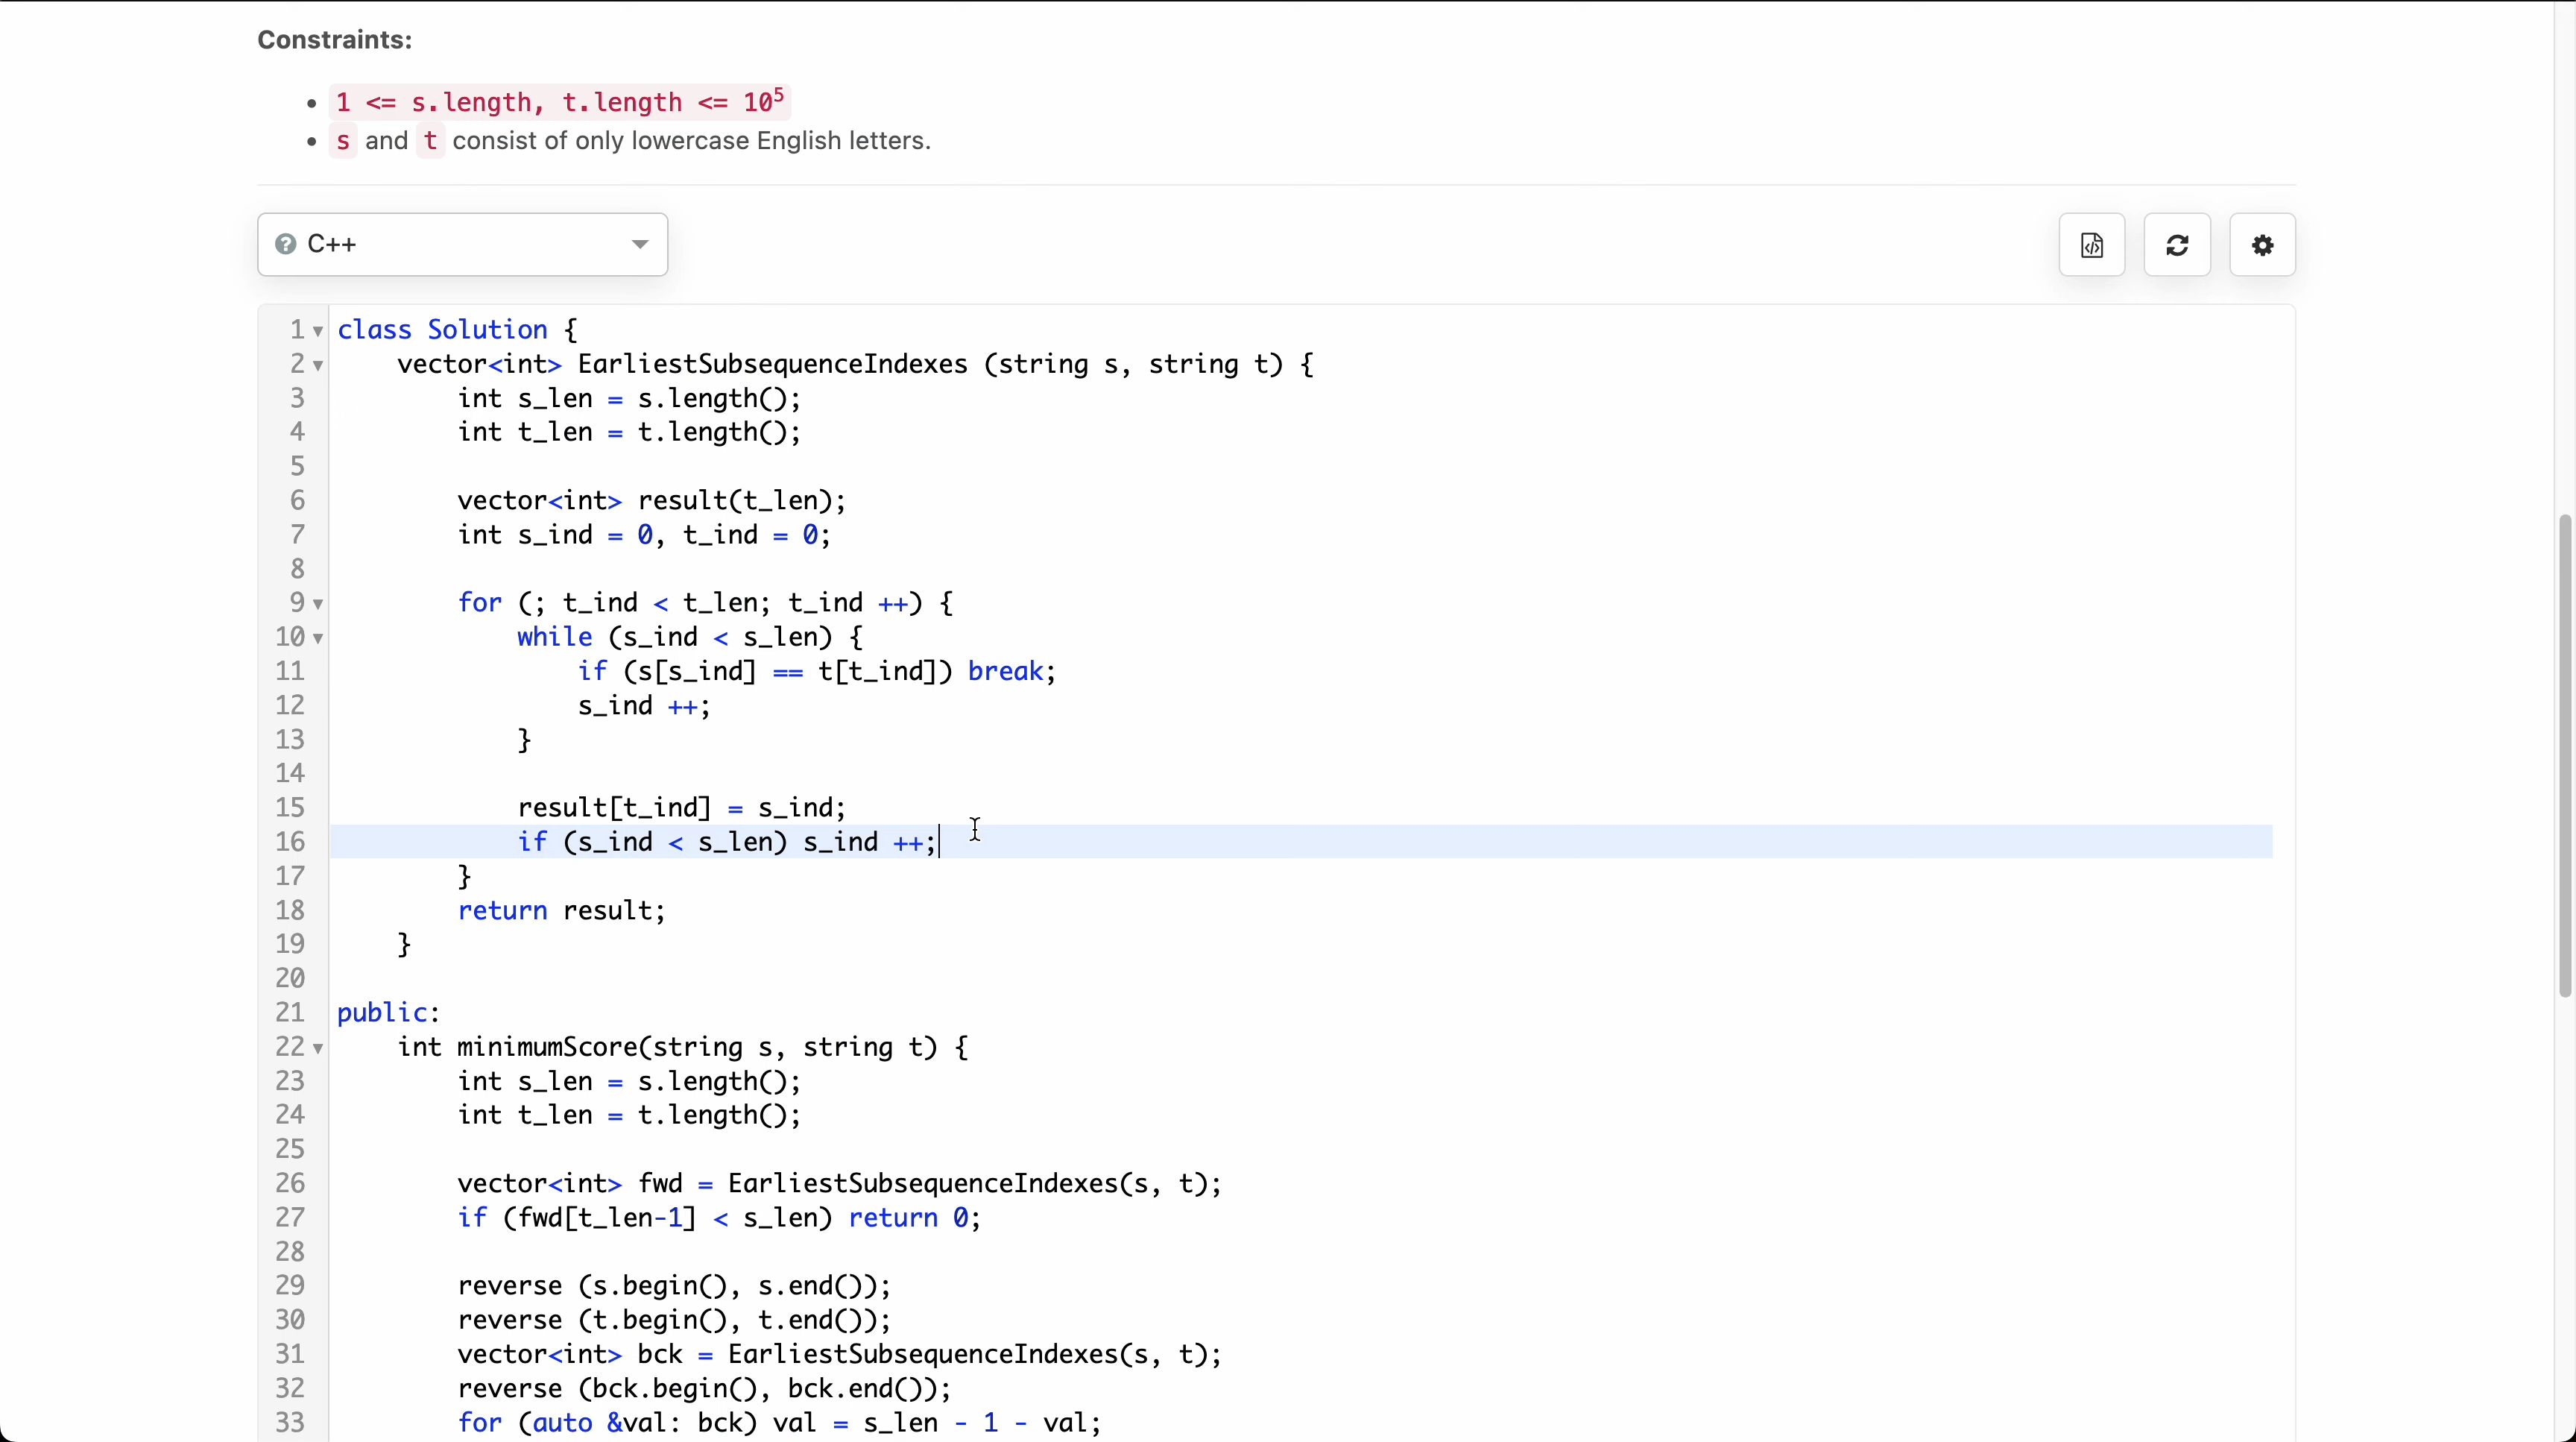 Constraints:
1 <= s.length, t.length <= 10⁵
s and t consist of only lowercase English letters.
C++
1 class Solution {
2     vector<int> EarliestSubsequenceIndexes (string s, string t) {
3         int s_len = s.length();
4         int t_len = t.length();
5
6         vector<int> result(t_len);
7         int s_ind = 0, t_ind = 0;
8
9         for (; t_ind < t_len; t_ind ++) {
10             while (s_ind < s_len) {
11                 if (s[s_ind] == t[t_ind]) break;
12                 s_ind ++;
13             }
14
15             result[t_ind] = s_ind;
16             if (s_ind < s_len) s_ind ++;
17         }
18         return result;
19     }
20
21 public:
22     int minimumScore(string s, string t) {
23         int s_len = s.length();
24         int t_len = t.length();
25
26         vector<int> fwd = EarliestSubsequenceIndexes(s, t);
27         if (fwd[t_len-1] < s_len) return 0;
28
29         reverse (s.begin(), s.end());
30         reverse (t.begin(), t.end());
31         vector<int> bck = EarliestSubsequenceIndexes(s, t);
32         reverse (bck.begin(), bck.end());
33         for (auto &val: bck) val = s_len - 1 - val;